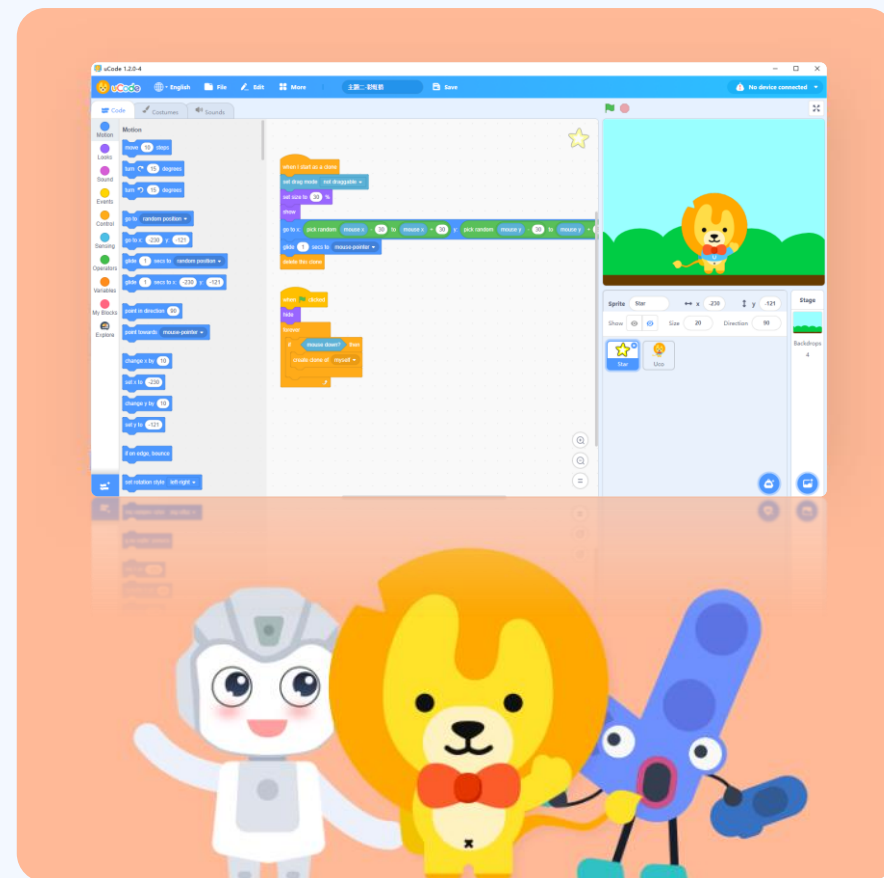 uCode 1.2.0-4
uCode
English
File
Edit
More
Save
No device connected
Code
Costumes
Sounds
Motion
Looks
Sound
Events
Control
Sensing
Operators
Variables
My Blocks
Explore
Motion
move 10 steps
turn 15 degrees
turn 15 degrees
go to random position
go to x: -230 y: -121
glide 1 secs to random position
glide 1 secs to x: -230 y: -121
point in direction 90
point towards mouse-pointer
change x by 10
set x to -230
change y by 10
set y to -121
if on edge, bounce
set rotation style left-right
when I start as a clone
set drag mode not draggable
set size to 30 %
show
go to x: pick random mouse x - 30 to mouse x + 30 y: pick random mouse y - 30 to mouse y +
glide 1 secs to mouse-pointer
delete this clone
when clicked
hide
forever
if mouse down? then
create clone of myself
Sprite Star x -230 y -121
Show Size 20 Direction 90
Star
Uco
Stage
Backdrops
4